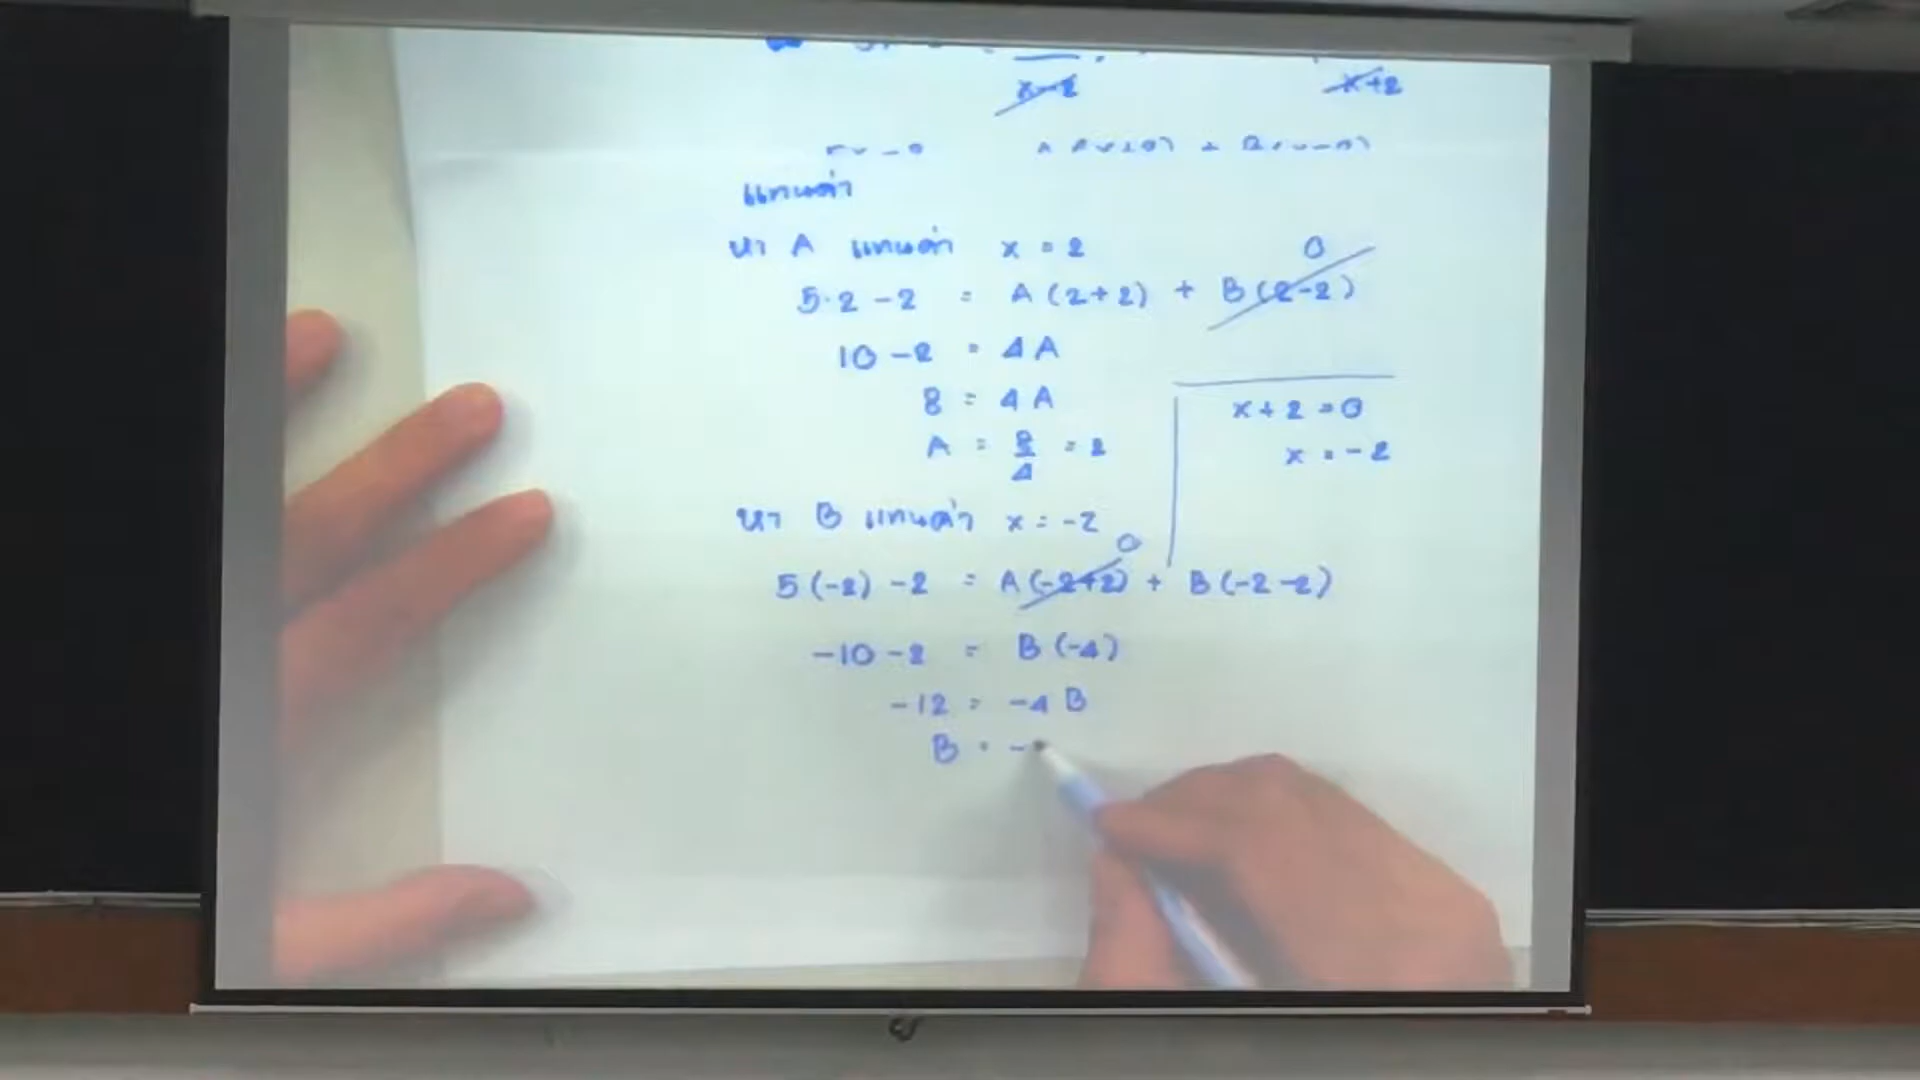 x-2 x+2
แทนค่า
หา A แทนค่า x = 2
0
5·2 - 2 = A(2+2) + B(2-2)
10 - 2 = 4A
8 = 4A
A = 8/4 = 2
x + 2 = 0
x = -2
หา B แทนค่า x = -2
0
5(-2) - 2 = A(-2+2) + B(-2-2)
-10 - 2 = B(-4)
-12 = -4B
B = -